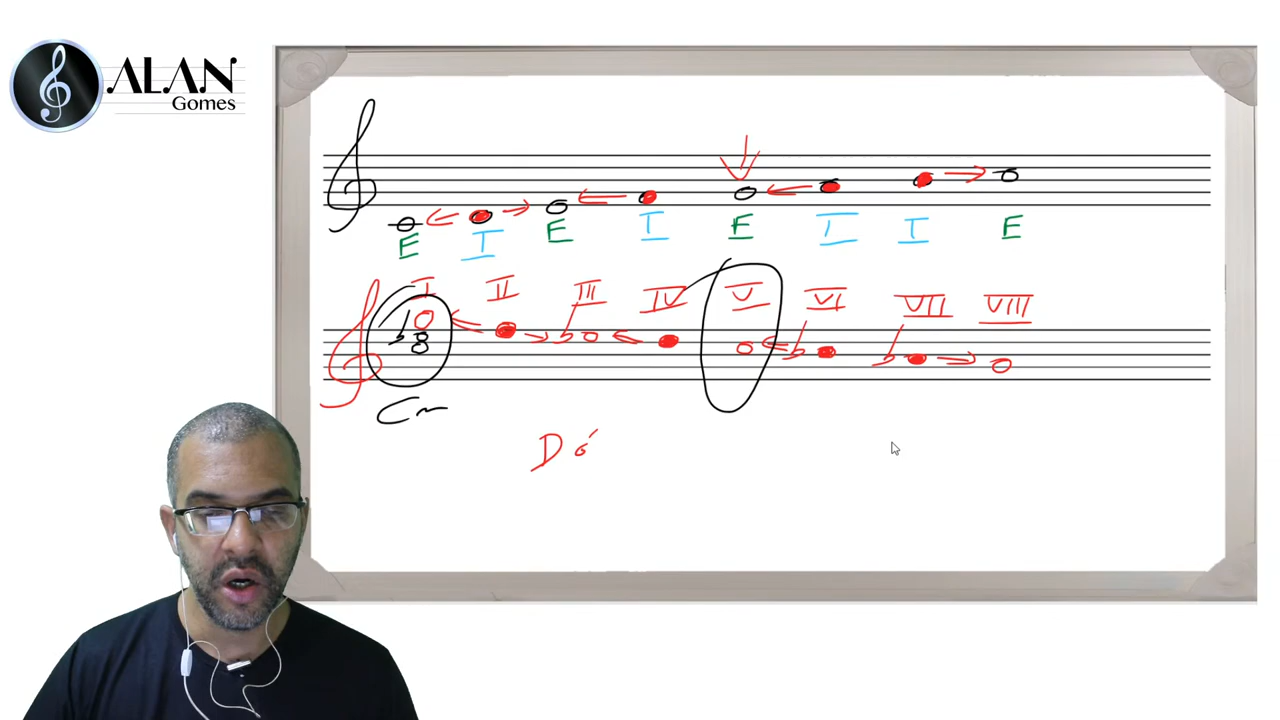 ALAN
Gomes
E I E I E I I E
I II III IV V VI VII VIII
Cm
Dó